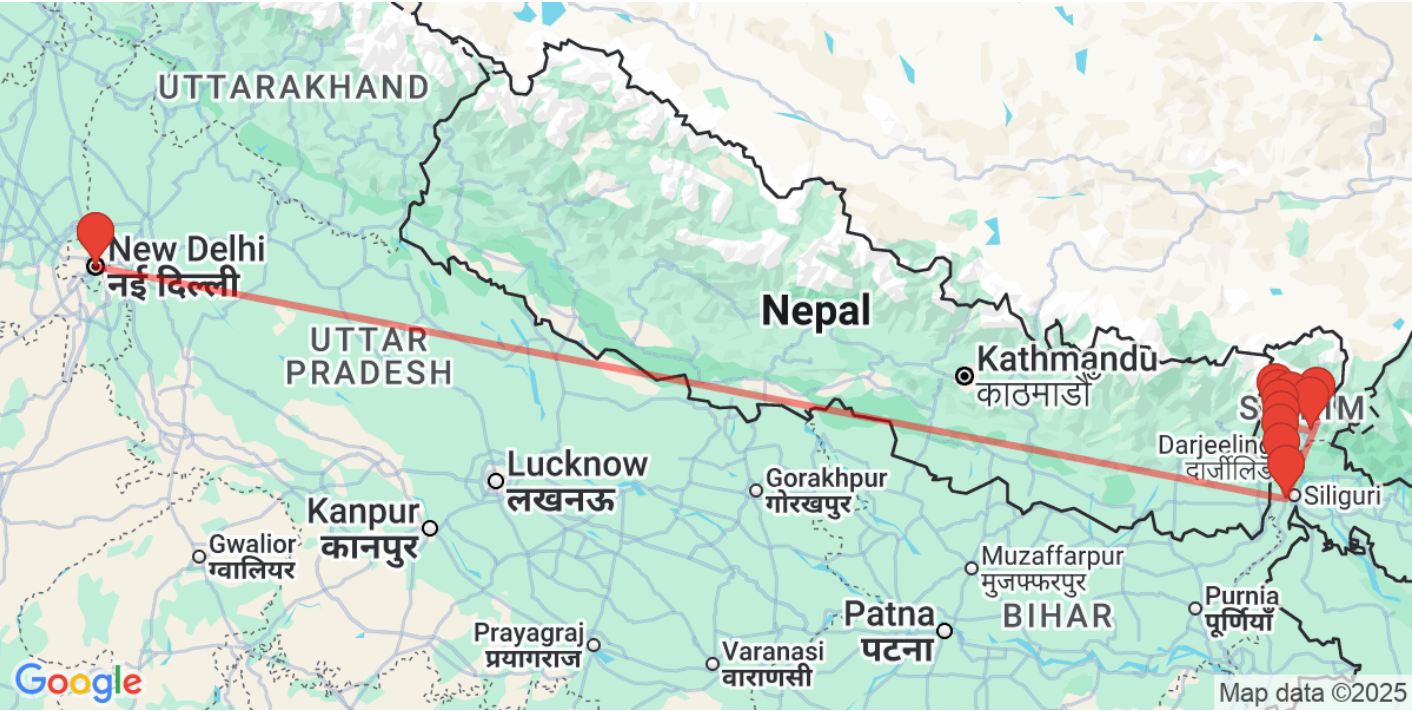 UTTARAKHAND
New Delhi
नई दिल्ली
UTTAR
PRADESH
Nepal
Kathmandu
काठमाडौँ
Darjeeling
Siliguri
Lucknow
लखनऊ
Gorakhpur
गोरखपुर
Kanpur
कानपुर
Gwalior
ग्वालियर
Muzaffarpur
मुजफ्फरपुर
Purnia
पूर्णियाँ
BIHAR
Patna
पटना
Prayagraj
प्रयागराज
Varanasi
वाराणसी
Google
Map data ©2025